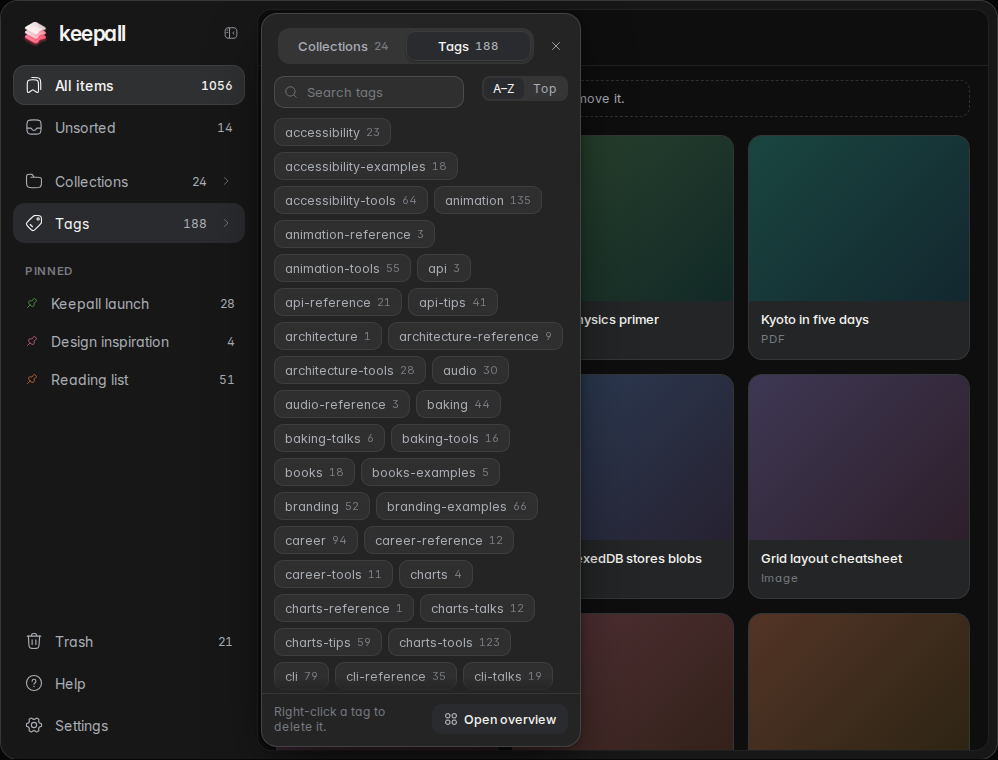 keepall
All items 1056
Unsorted 14
Collections 24
Tags 188
PINNED
Keepall launch 28
Design inspiration 4
Reading list 51
Trash 21
Help
Settings
Collections 24 Tags 188
Search tags
A–Z Top
accessibility 23
accessibility-examples 18
accessibility-tools 64 animation 135
animation-reference 3
animation-tools 55 api 3
api-reference 21 api-tips 41
architecture 1 architecture-reference 9
architecture-tools 28 audio 30
audio-reference 3 baking 44
baking-talks 6 baking-tools 16
books 18 books-examples 5
branding 52 branding-examples 66
career 94 career-reference 12
career-tools 11 charts 4
charts-reference 1 charts-talks 12
charts-tips 59 charts-tools 123
cli 79 cli-reference 35 cli-talks 19
Right-click a tag to
delete it.
Open overview
move it.
primer
Kyoto in five days
PDF
stores blobs
Grid layout cheatsheet
Image